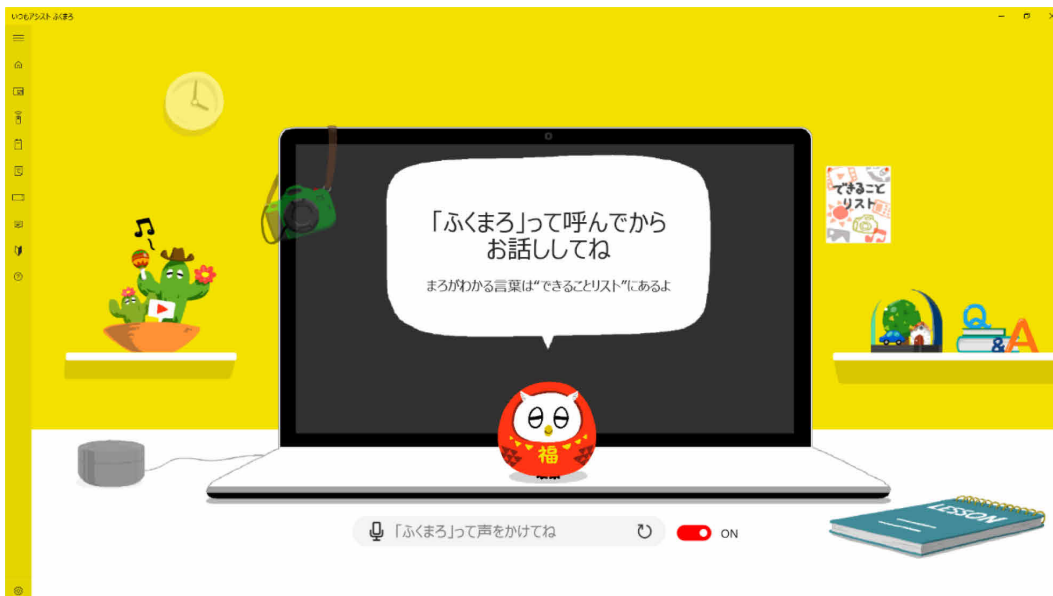 いつもアシスト ふくまろ
「ふくまろ」って呼んでから
お話ししてね
まろがわかる言葉は“できることリスト”にあるよ
できること
リスト
Q
&A
福
LESSON
「ふくまろ」って声をかけてね
ON